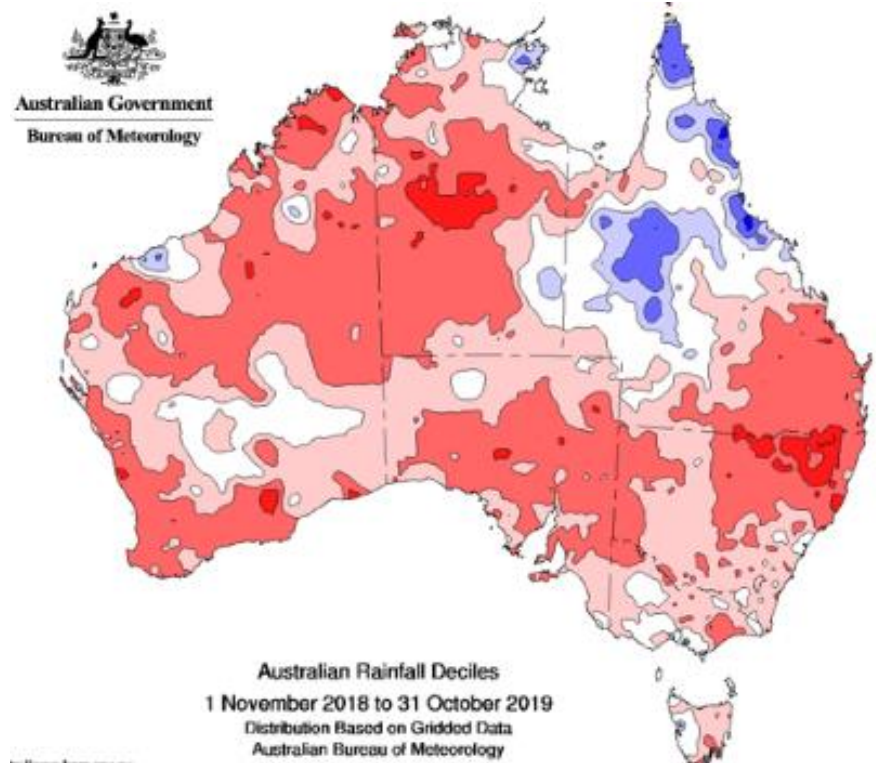 Australian Government
Bureau of Meteorology
Australian Rainfall Deciles
1 November 2018 to 31 October 2019
Distribution Based on Gridded Data
Australian Bureau of Meteorology